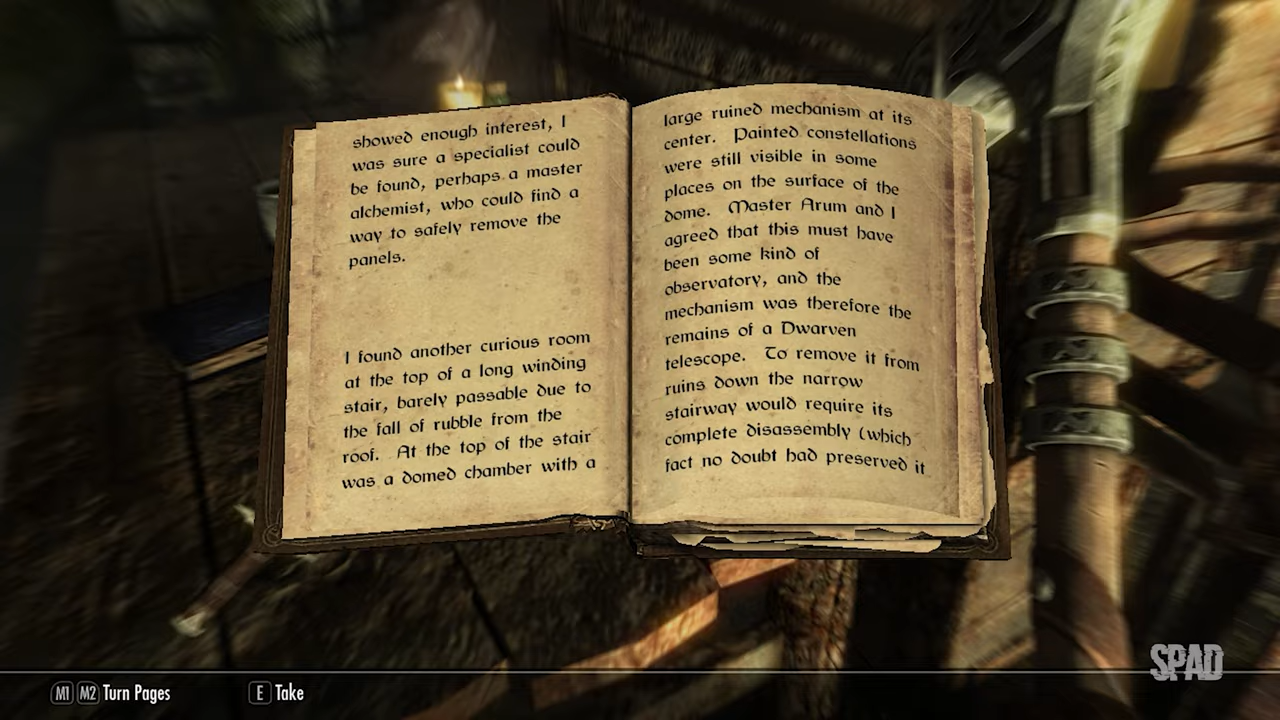 showed enough interest, I
was sure a specialist could
be found, perhaps a master
alchemist, who could find a
way to safely remove the
panels.
I found another curious room
at the top of a long winding
stair, barely passable due to
the fall of rubble from the
roof. At the top of the stair
was a domed chamber with a
large ruined mechanism at its
center. Painted constellations
were still visible in some
places on the surface of the
dome. Master Arum and I
agreed that this must have
been some kind of
observatory, and the
mechanism was therefore the
remains of a Dwarven
telescope. To remove it from
ruins down the narrow
stairway would require its
complete disassembly (which
fact no doubt had preserved it
M1 M2 Turn Pages
E Take
SPAD